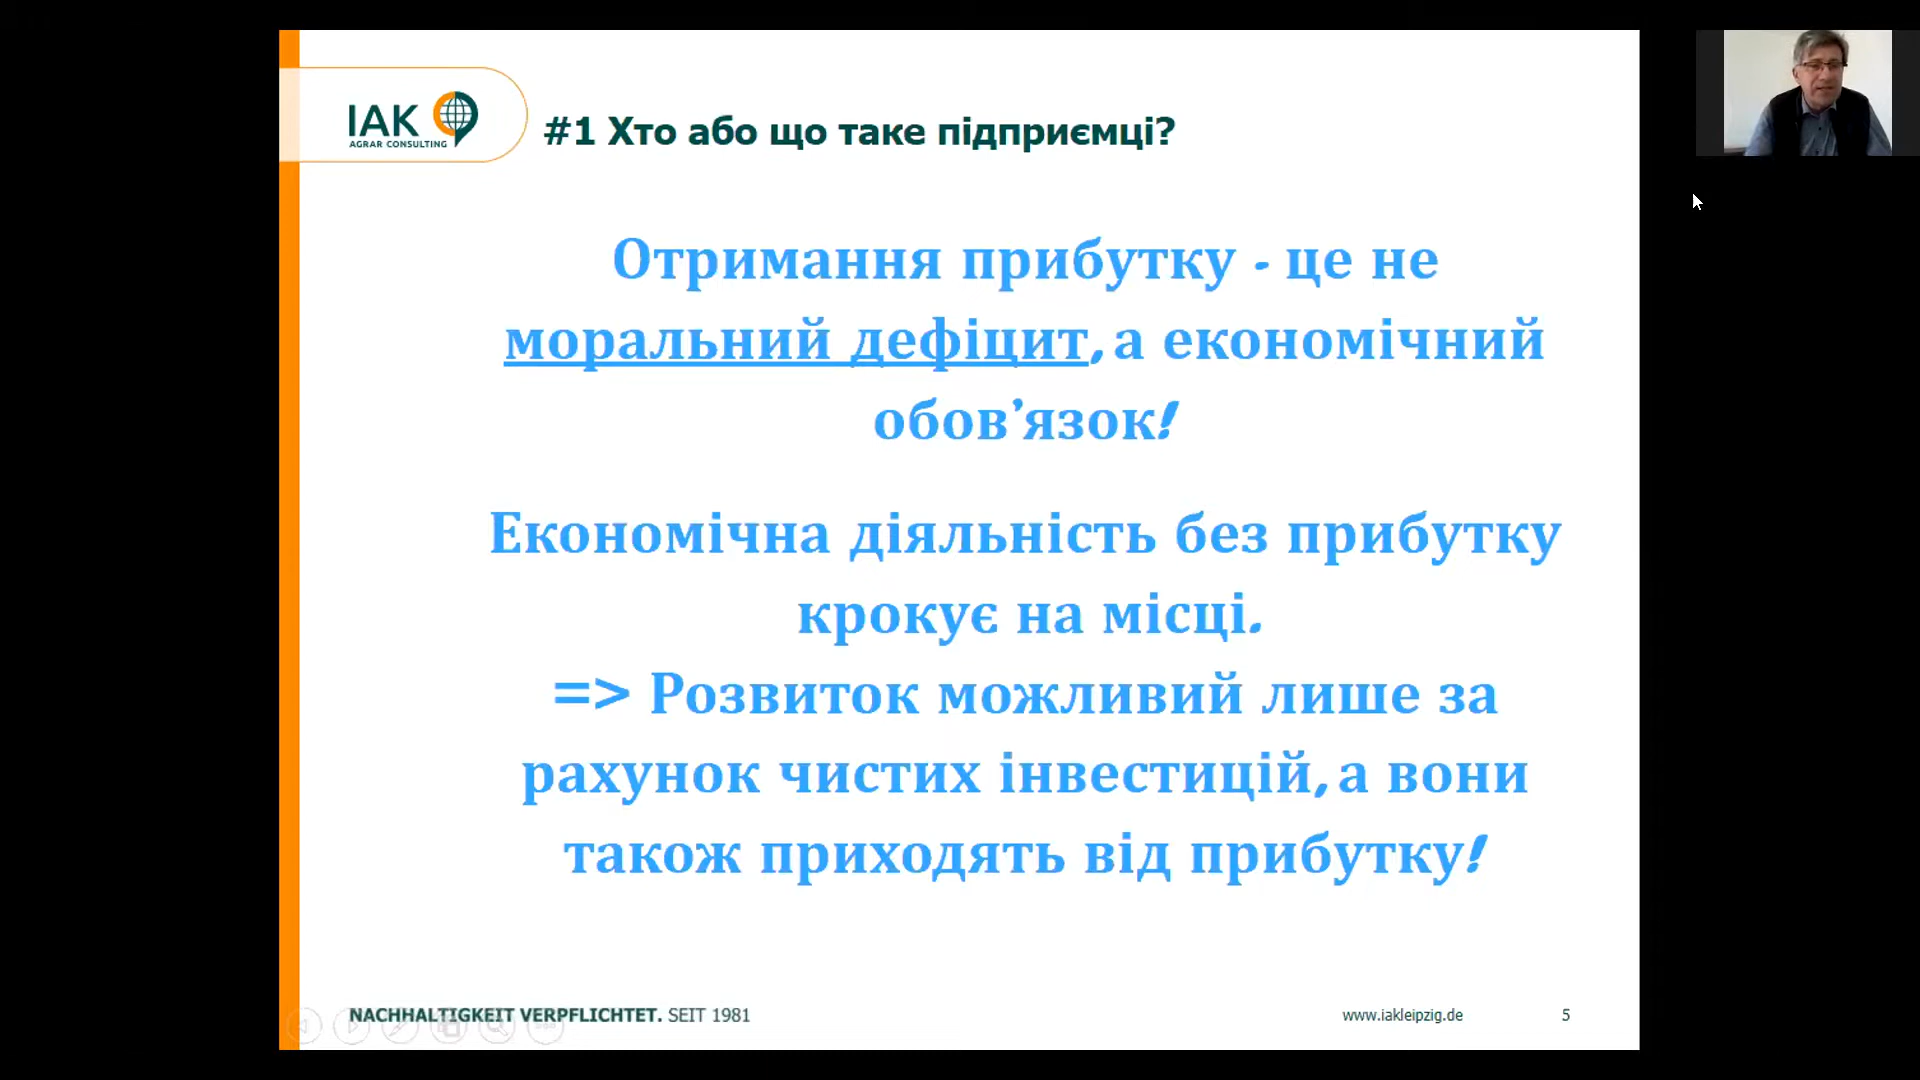 IAK
AGRAR CONSULTING
#1 Хто або що таке підприємці?
Отримання прибутку - це не
моральний дефіцит, а економічний
обов’язок!
Економічна діяльність без прибутку
крокує на місці.
=> Розвиток можливий лише за
рахунок чистих інвестицій, а вони
також приходять від прибутку!
NACHHALTIGKEIT VERPFLICHTET. SEIT 1981
www.iakleipzig.de
5